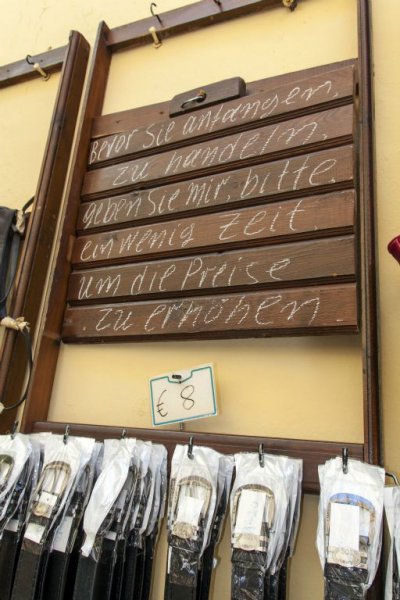 Bevor Sie anfangen,
zu handeln,
geben Sie mir, bitte,
ein wenig Zeit,
um die Preise
zu erhöhen.
€ 8